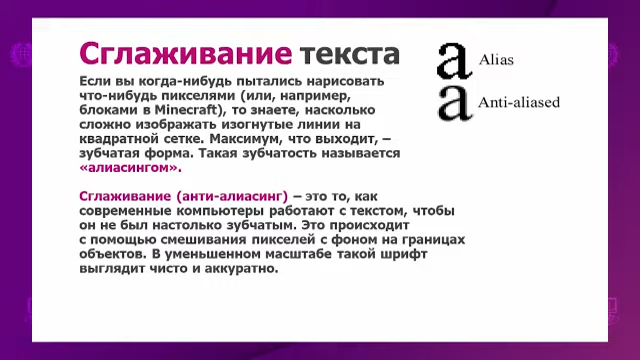 Сглаживание текста
Если вы когда-нибудь пытались нарисовать
что-нибудь пикселями (или, например,
блоками в Minecraft), то знаете, насколько
сложно изображать изогнутые линии на
квадратной сетке. Максимум, что выходит, –
зубчатая форма. Такая зубчатость называется
«алиасингом».
Сглаживание (анти-алиасинг) – это то, как
современные компьютеры работают с текстом, чтобы
он не был настолько зубчатым. Это происходит
с помощью смешивания пикселей с фоном на границах
объектов. В уменьшенном масштабе такой шрифт
выглядит чисто и аккуратно.
a Alias
a Anti-aliased